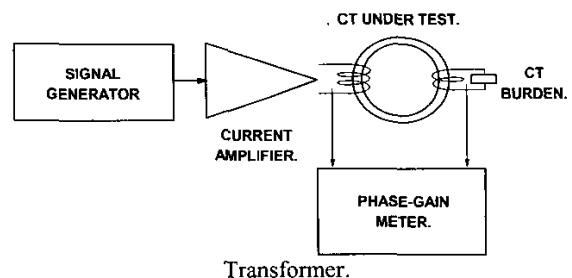 . CT UNDER TEST.
SIGNAL
GENERATOR
CT
BURDEN.
CURRENT
AMPLIFIER.
PHASE-GAIN
METER.
Transformer.